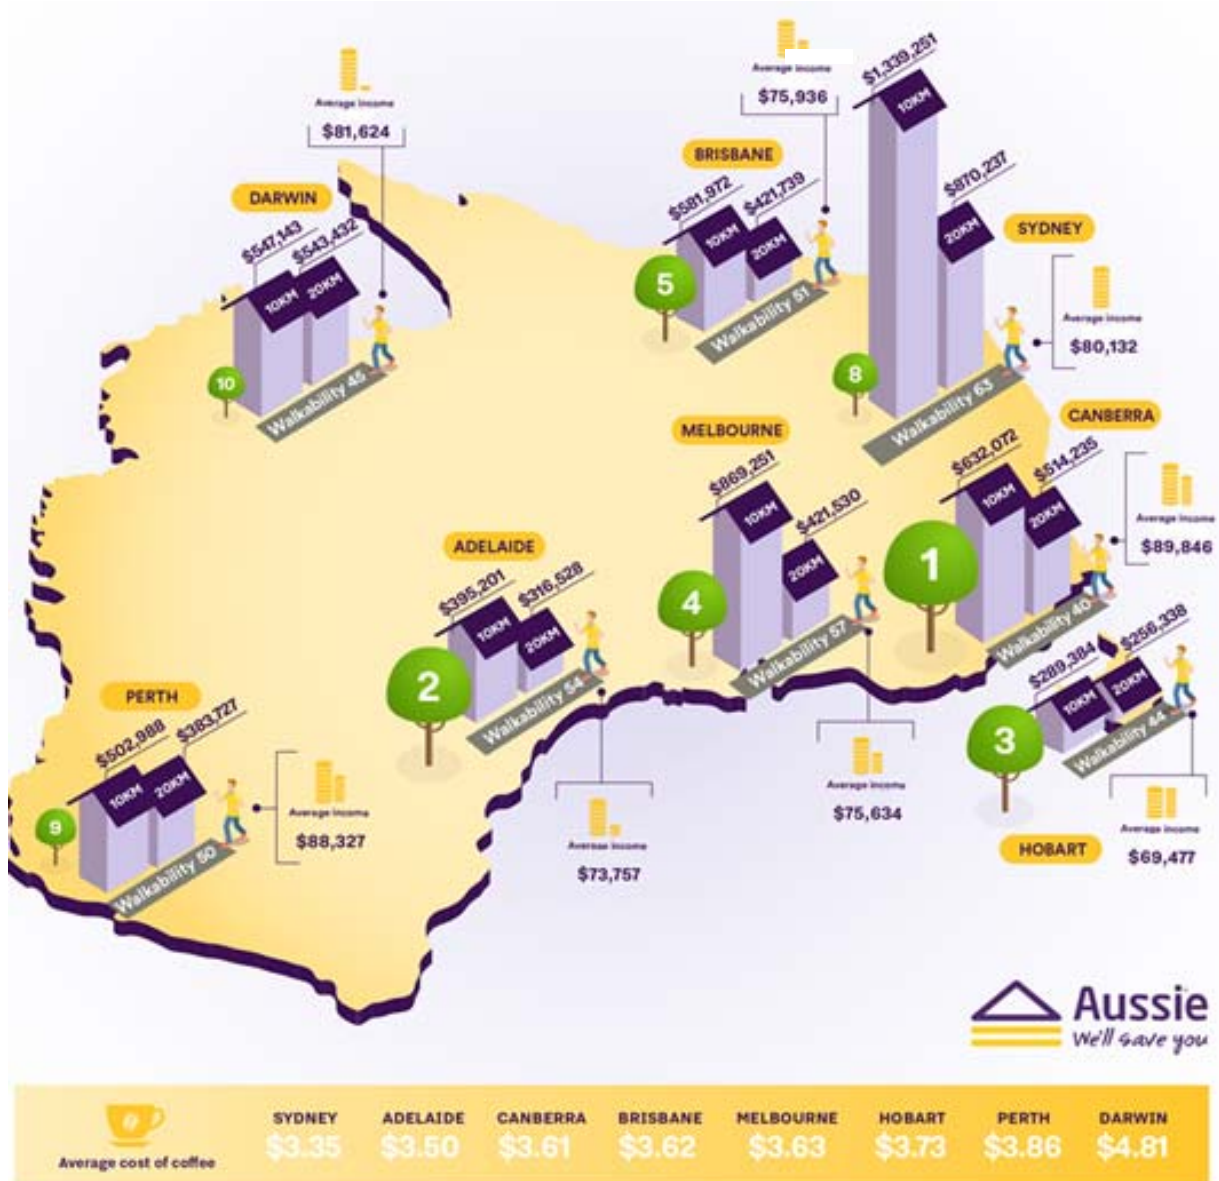 Average income
$81,624
DARWIN
$547,143
$543,432
10KM
20KM
10
Walkability 45
Average income
$75,936
BRISBANE
$581,972
$421,739
10KM
20KM
5
Walkability 51
$1,339,251
10KM
$870,237
20KM
SYDNEY
Average income
$80,132
8
Walkability 63
MELBOURNE
$869,251
$421,530
10KM
20KM
4
Walkability 57
Average income
$75,634
CANBERRA
$632,072
$514,235
10KM
20KM
1
Walkability 40
Average income
$89,846
ADELAIDE
$395,201
$316,528
10KM
20KM
2
Walkability 54
Average income
$73,757
PERTH
$502,988
$383,727
10KM
20KM
9
Walkability 50
Average income
$88,327
$289,384
$256,338
10KM
20KM
3
Walkability 44
HOBART
Average income
$69,477
Aussie
We'll save you
Average cost of coffee
SYDNEY
$3.35
ADELAIDE
$3.50
CANBERRA
$3.61
BRISBANE
$3.62
MELBOURNE
$3.63
HOBART
$3.73
PERTH
$3.86
DARWIN
$4.81